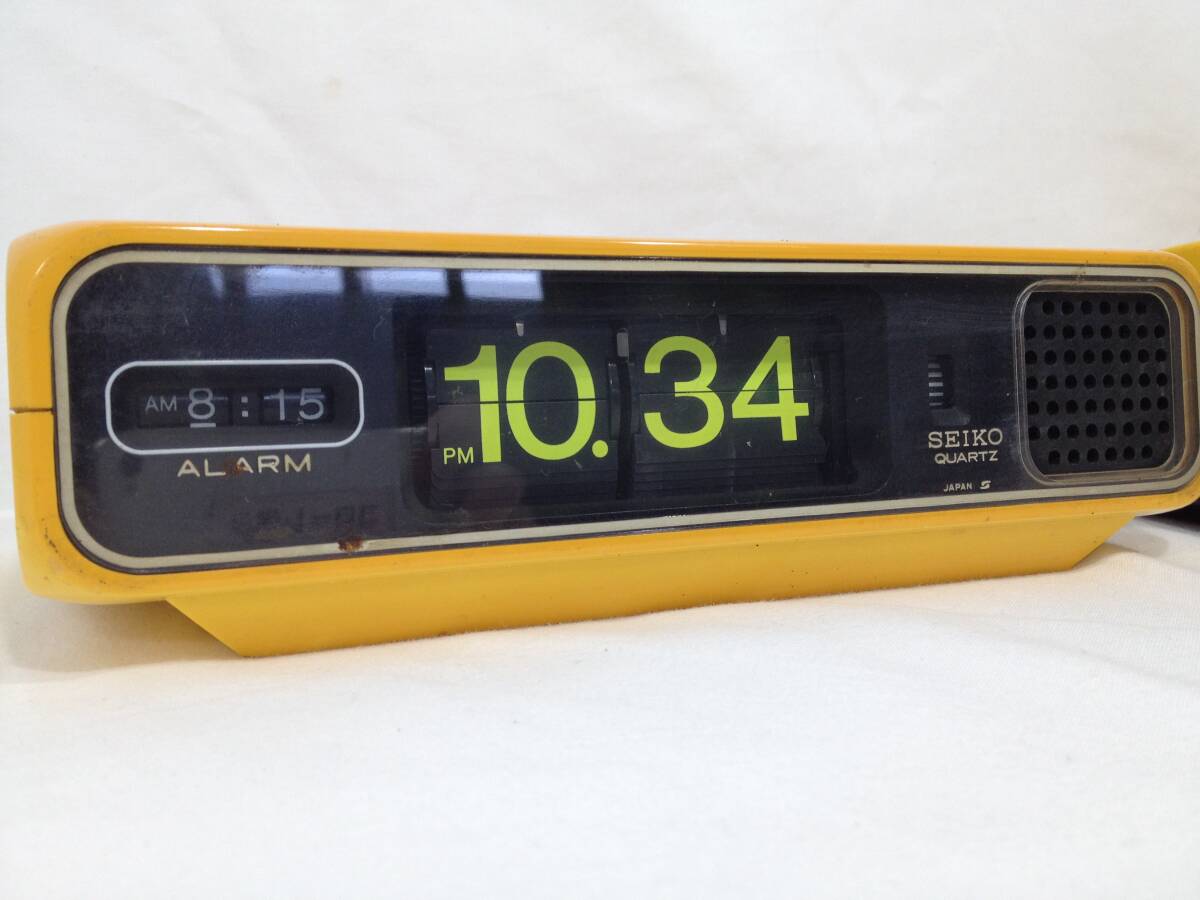 AM 8:15
ALARM
PM 10.34
SEIKO
QUARTZ
JAPAN